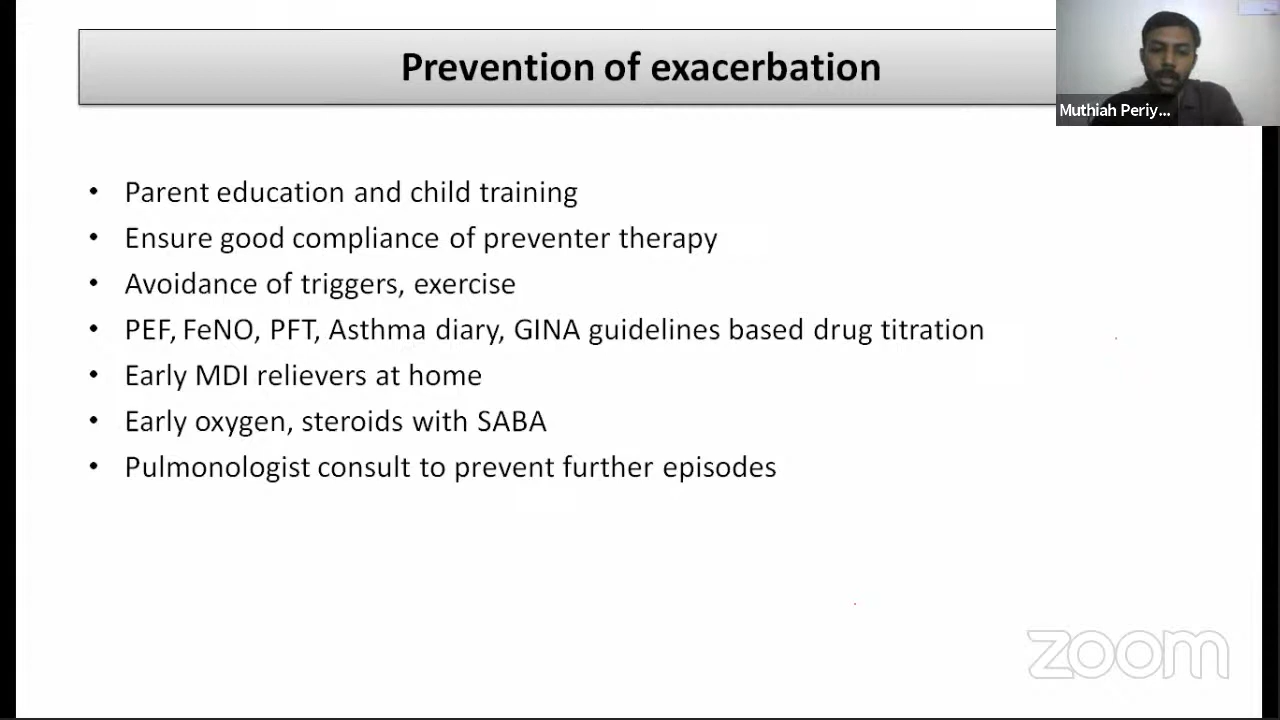 Prevention of exacerbation
Muthiah Periy...
• Parent education and child training
• Ensure good compliance of preventer therapy
• Avoidance of triggers, exercise
• PEF, FeNO, PFT, Asthma diary, GINA guidelines based drug titration
• Early MDI relievers at home
• Early oxygen, steroids with SABA
• Pulmonologist consult to prevent further episodes
zoom